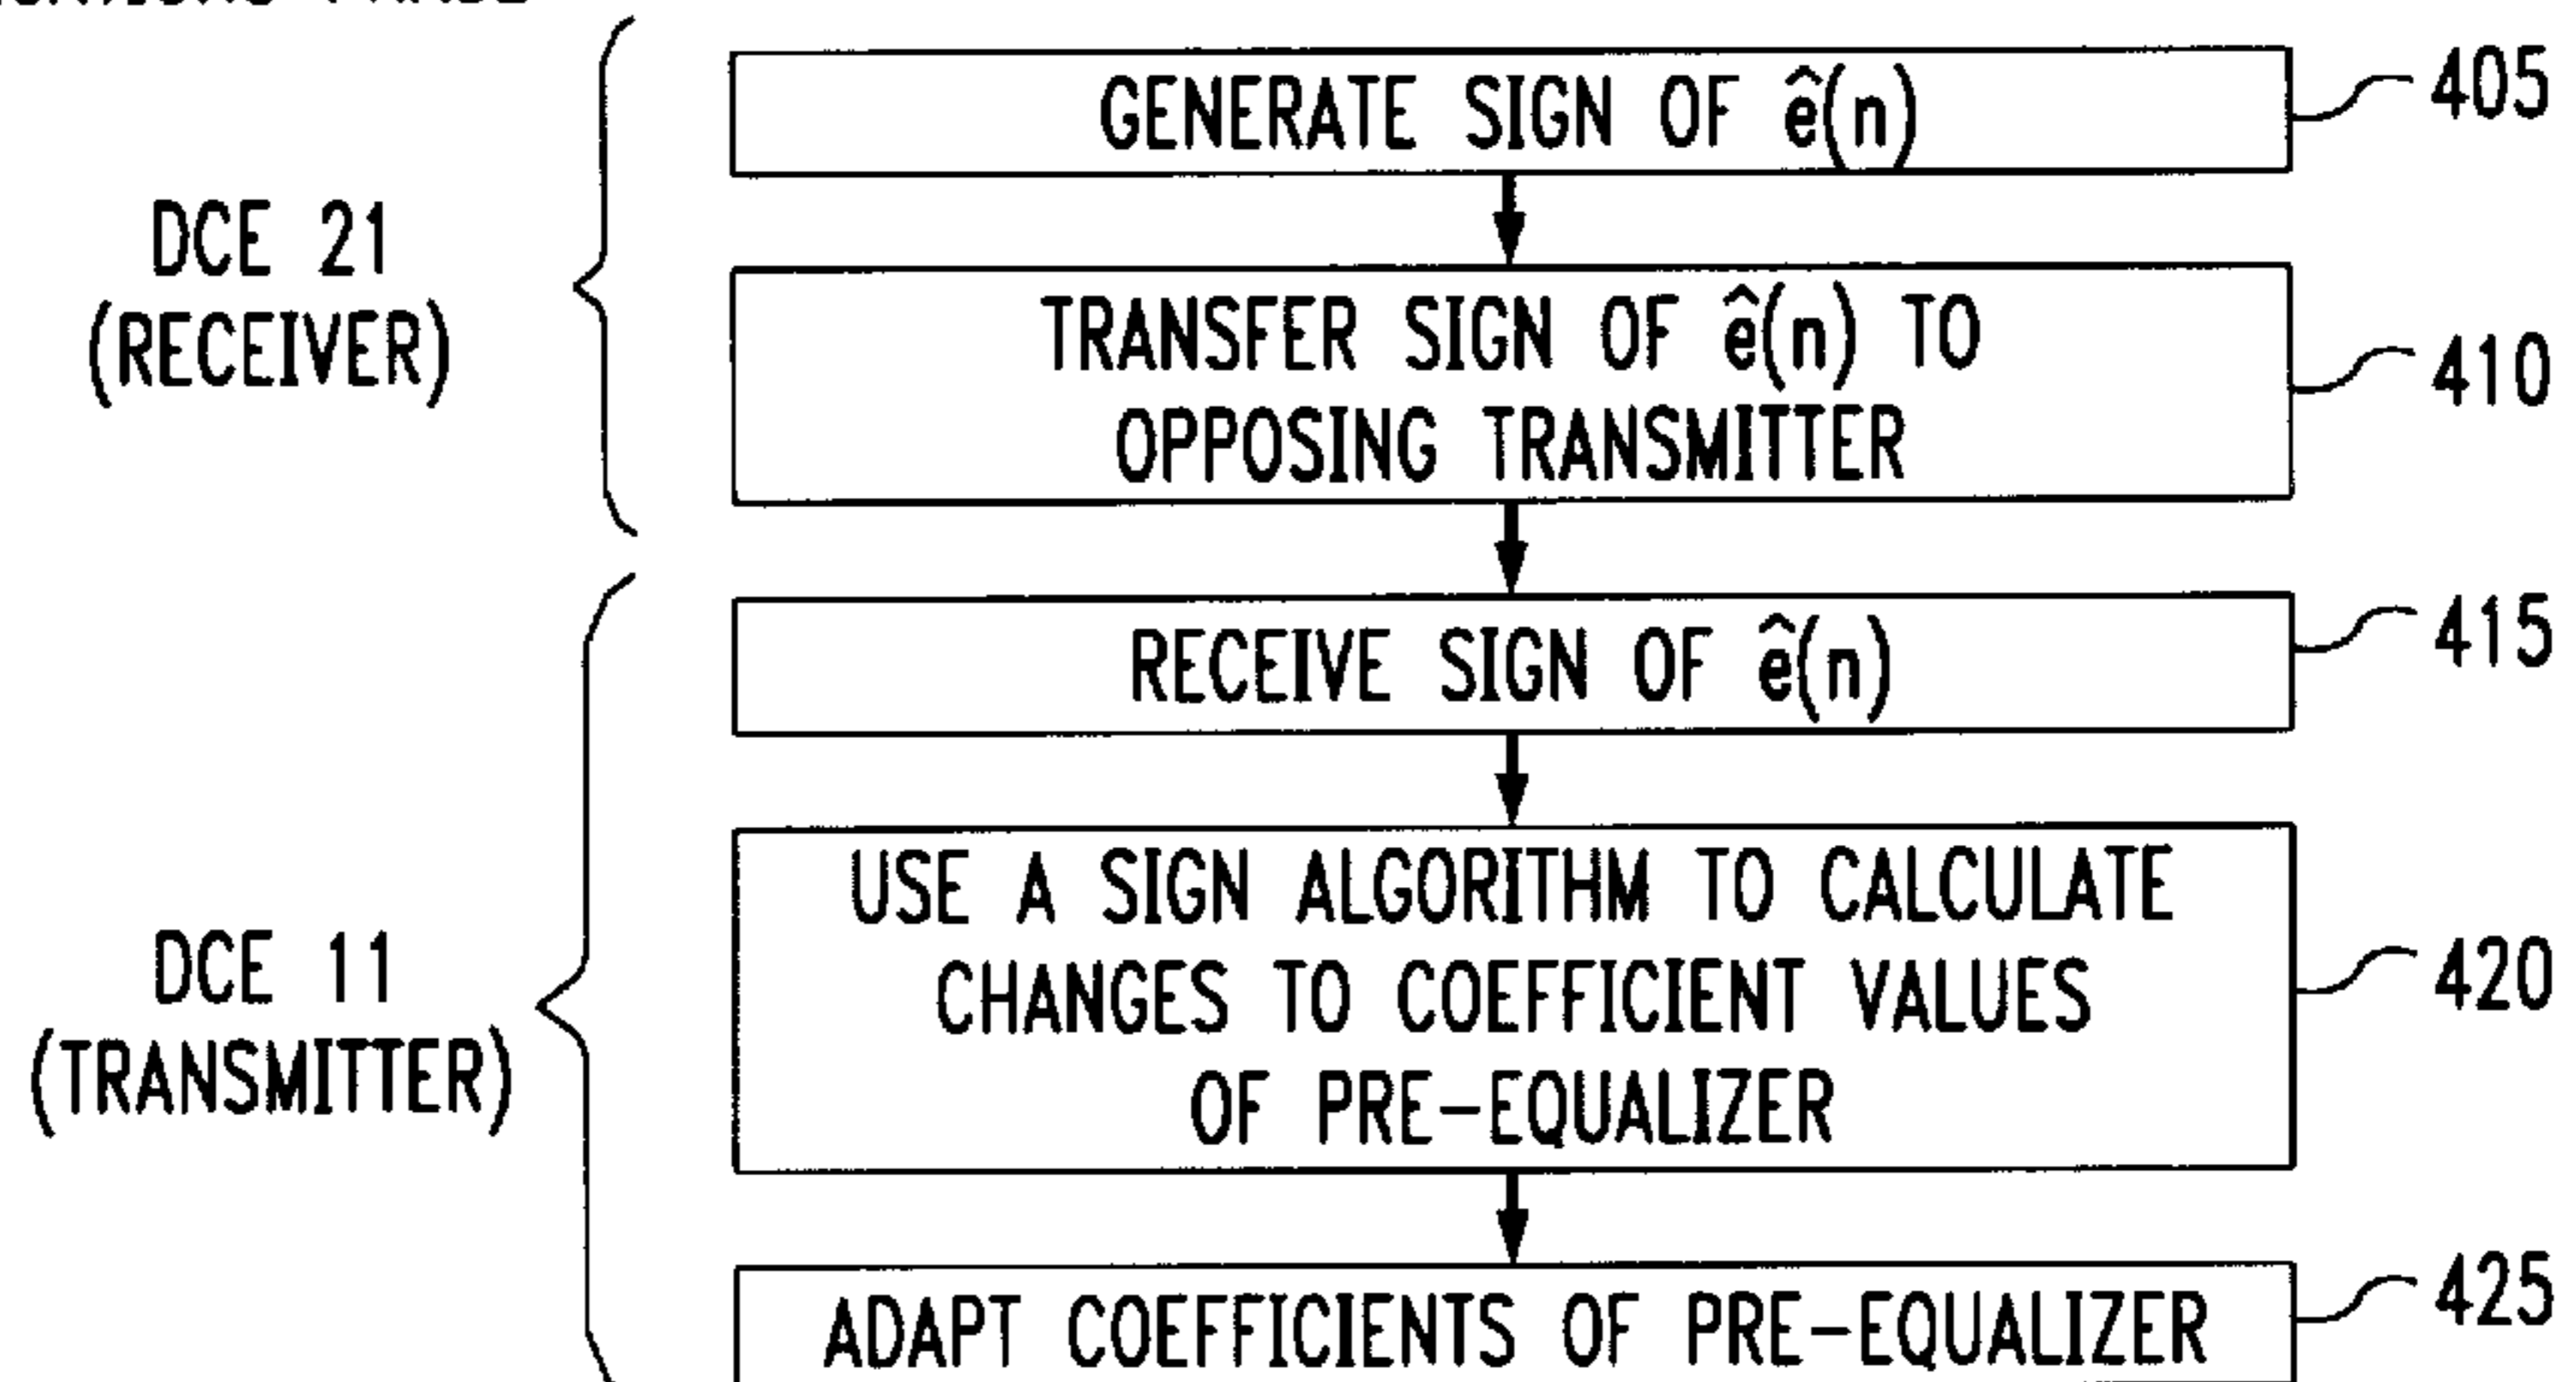 GENERATE SIGN OF ê(n)
405
DCE 21
(RECEIVER)
TRANSFER SIGN OF ê(n) TO
OPPOSING TRANSMITTER
410
RECEIVE SIGN OF ê(n)
415
DCE 11
(TRANSMITTER)
USE A SIGN ALGORITHM TO CALCULATE
CHANGES TO COEFFICIENT VALUES
OF PRE-EQUALIZER
420
ADAPT COEFFICIENTS OF PRE-EQUALIZER
425